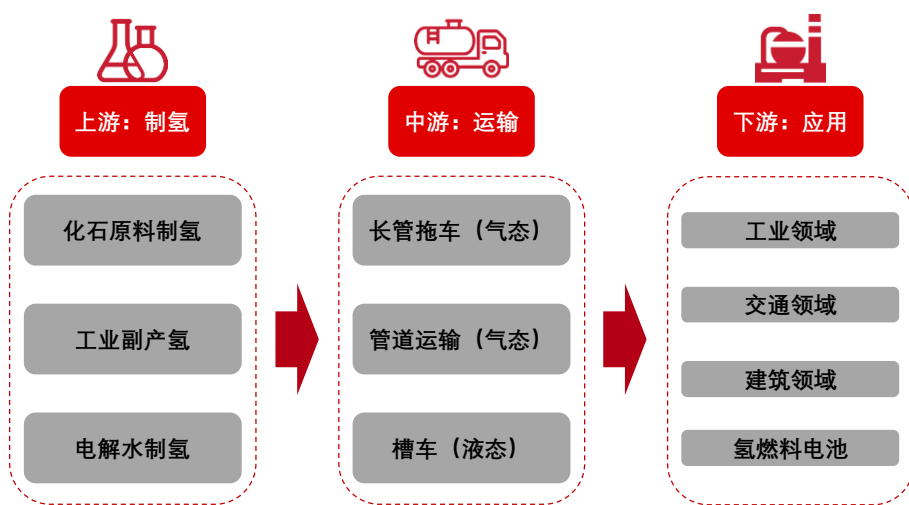 上游：制氢
中游：运输
下游：应用
化石原料制氢
工业副产氢
电解水制氢
长管拖车（气态）
管道运输（气态）
槽车（液态）
工业领域
交通领域
建筑领域
氢燃料电池